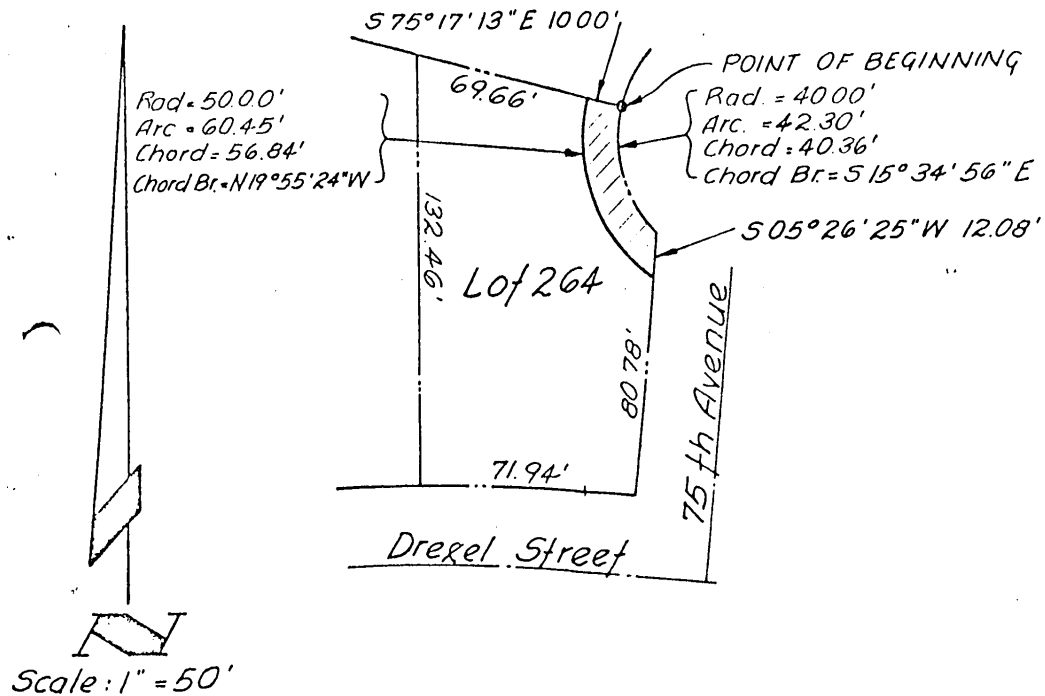 S 75° 17' 13" E 10.00'
POINT OF BEGINNING
69.66'
Rad = 50.00'
Arc = 60.45'
Chord = 56.84'
Chord Br. = N 19° 55' 24" W
Rad. = 40.00'
Arc. = 42.30'
Chord = 40.36'
Chord Br. = S 15° 34' 56" E
S 05° 26' 25" W 12.08'
132.46'
Lot 264
80.78'
75th Avenue
71.94'
Drexel Street
N
Scale: 1" = 50'